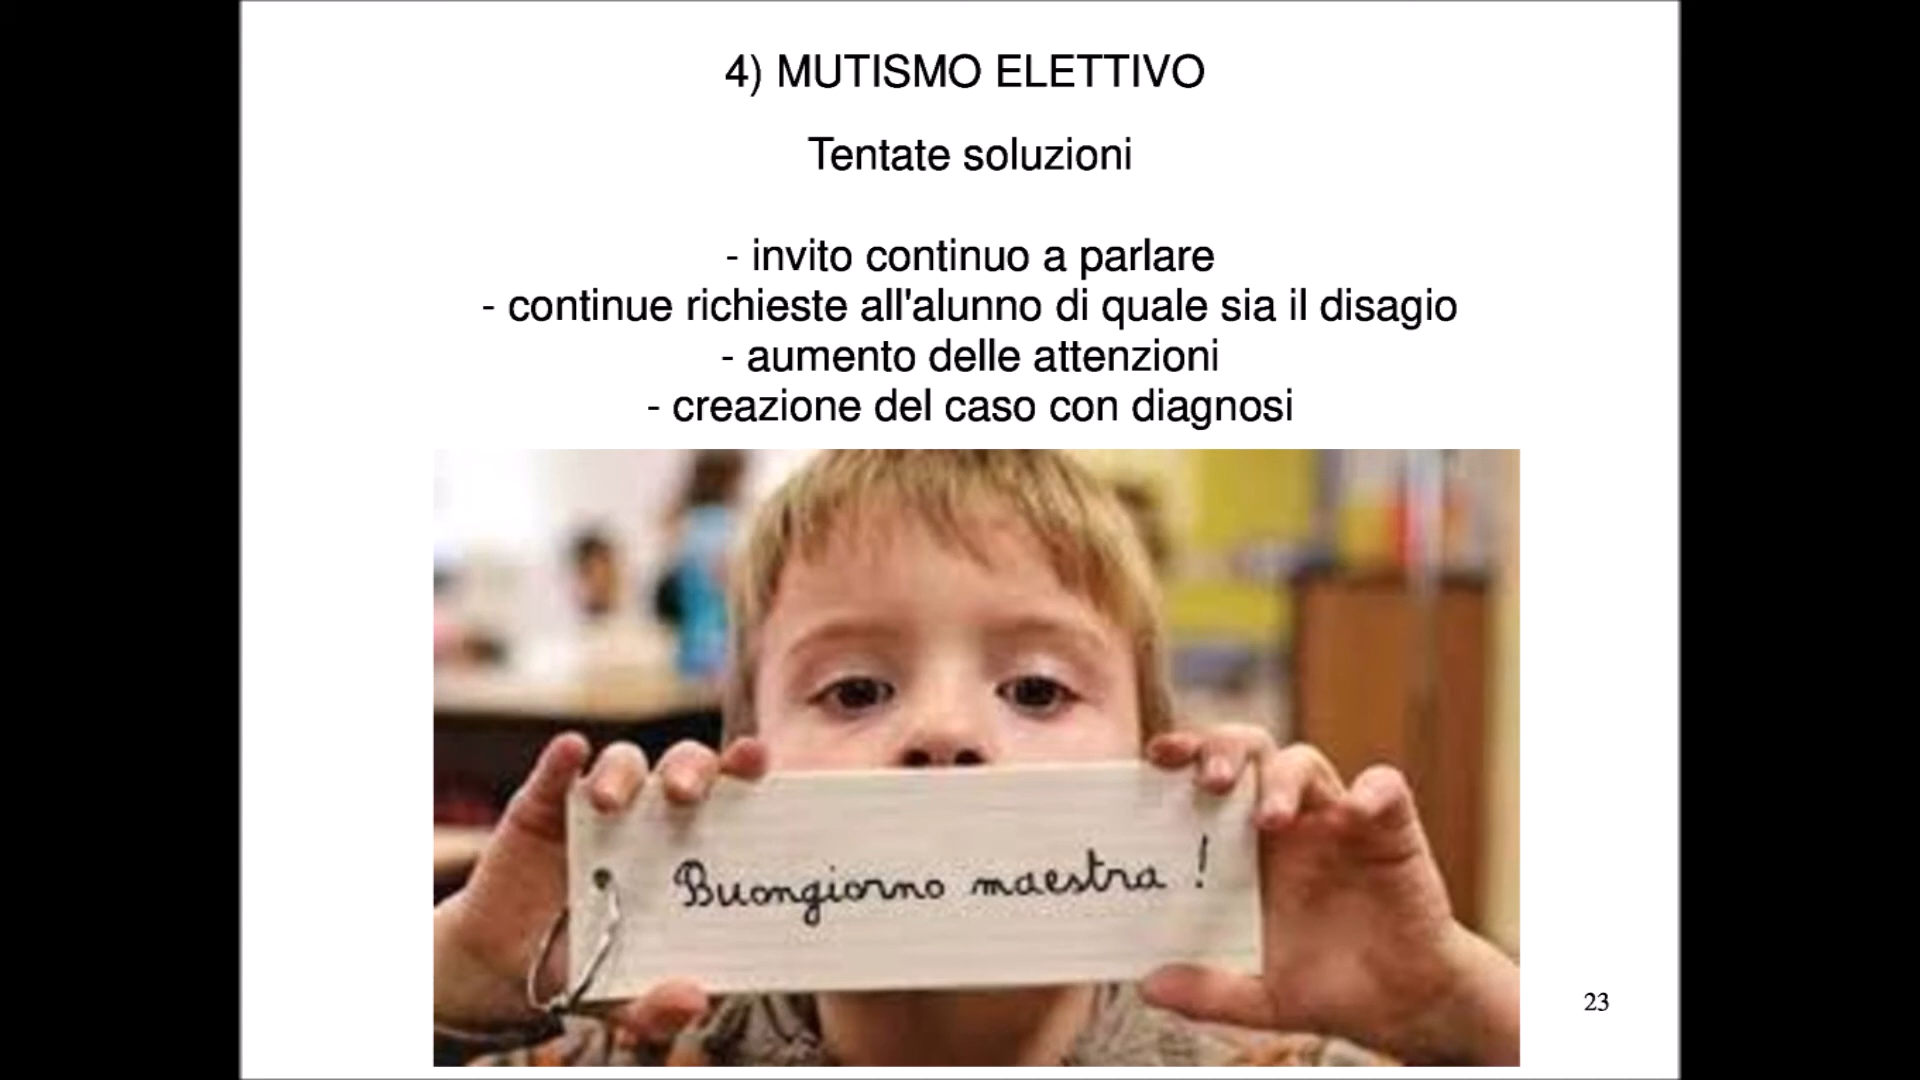 4) MUTISMO ELETTIVO
Tentate soluzioni
- invito continuo a parlare
- continue richieste all'alunno di quale sia il disagio
- aumento delle attenzioni
- creazione del caso con diagnosi
Buongiorno maestra !
23